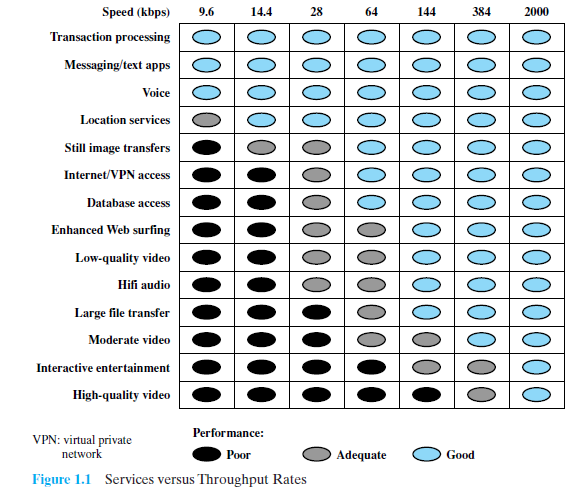 Speed (kbps) 9.6 14.4 28 64 144 384 2000
Transaction processing
Messaging/text apps
Voice
Location services
Still image transfers
Internet/VPN access
Database access
Enhanced Web surfing
Low-quality video
Hifi audio
Large file transfer
Moderate video
Interactive entertainment
High-quality video
VPN: virtual private
network
Performance:
Poor Adequate Good
Figure 1.1 Services versus Throughput Rates